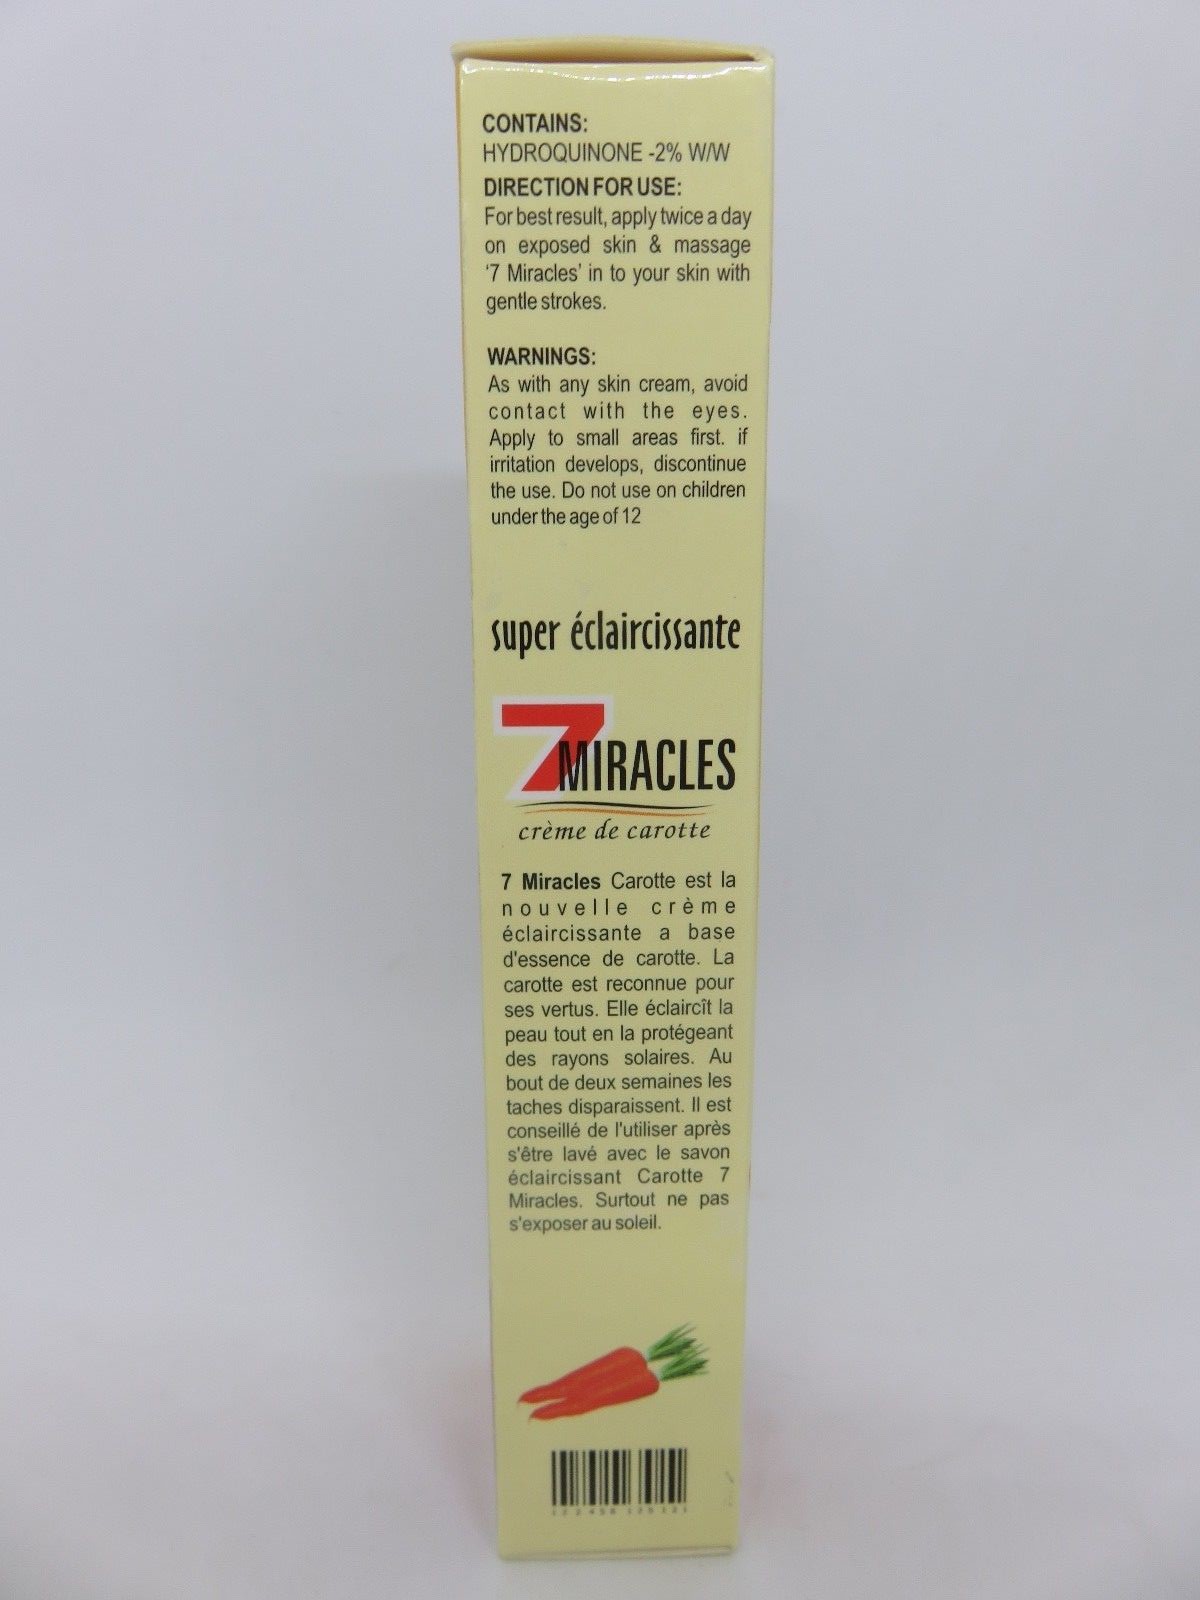 CONTAINS:
HYDROQUINONE -2% W/W
DIRECTION FOR USE:
For best result, apply twice a day
on exposed skin & massage
‘7 Miracles’ in to your skin with
gentle strokes.
WARNINGS:
As with any skin cream, avoid
contact with the eyes.
Apply to small areas first. if
irritation develops, discontinue
the use. Do not use on children
under the age of 12
super éclaircissante
7 MIRACLES
crème de carotte
7 Miracles Carotte est la
nouvelle crème
éclaircissante a base
d'essence de carotte. La
carotte est reconnue pour
ses vertus. Elle éclaircît la
peau tout en la protégeant
des rayons solaires. Au
bout de deux semaines les
taches disparaissent. Il est
conseillé de l'utiliser après
s'être lavé avec le savon
éclaircissant Carotte 7
Miracles. Surtout ne pas
s'exposer au soleil.